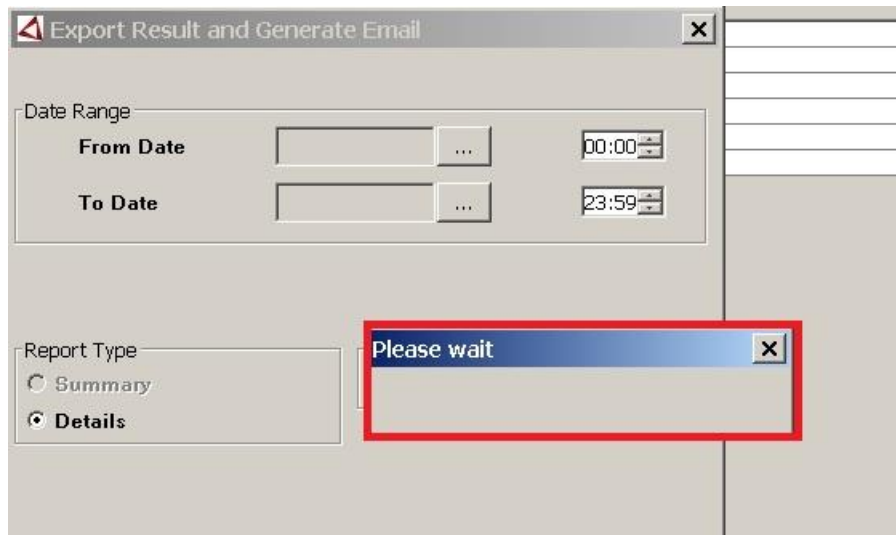 Export Result and Generate Email
Date Range
From Date ... 00:00
To Date ... 23:59
Report Type
Summary
Details
Please wait